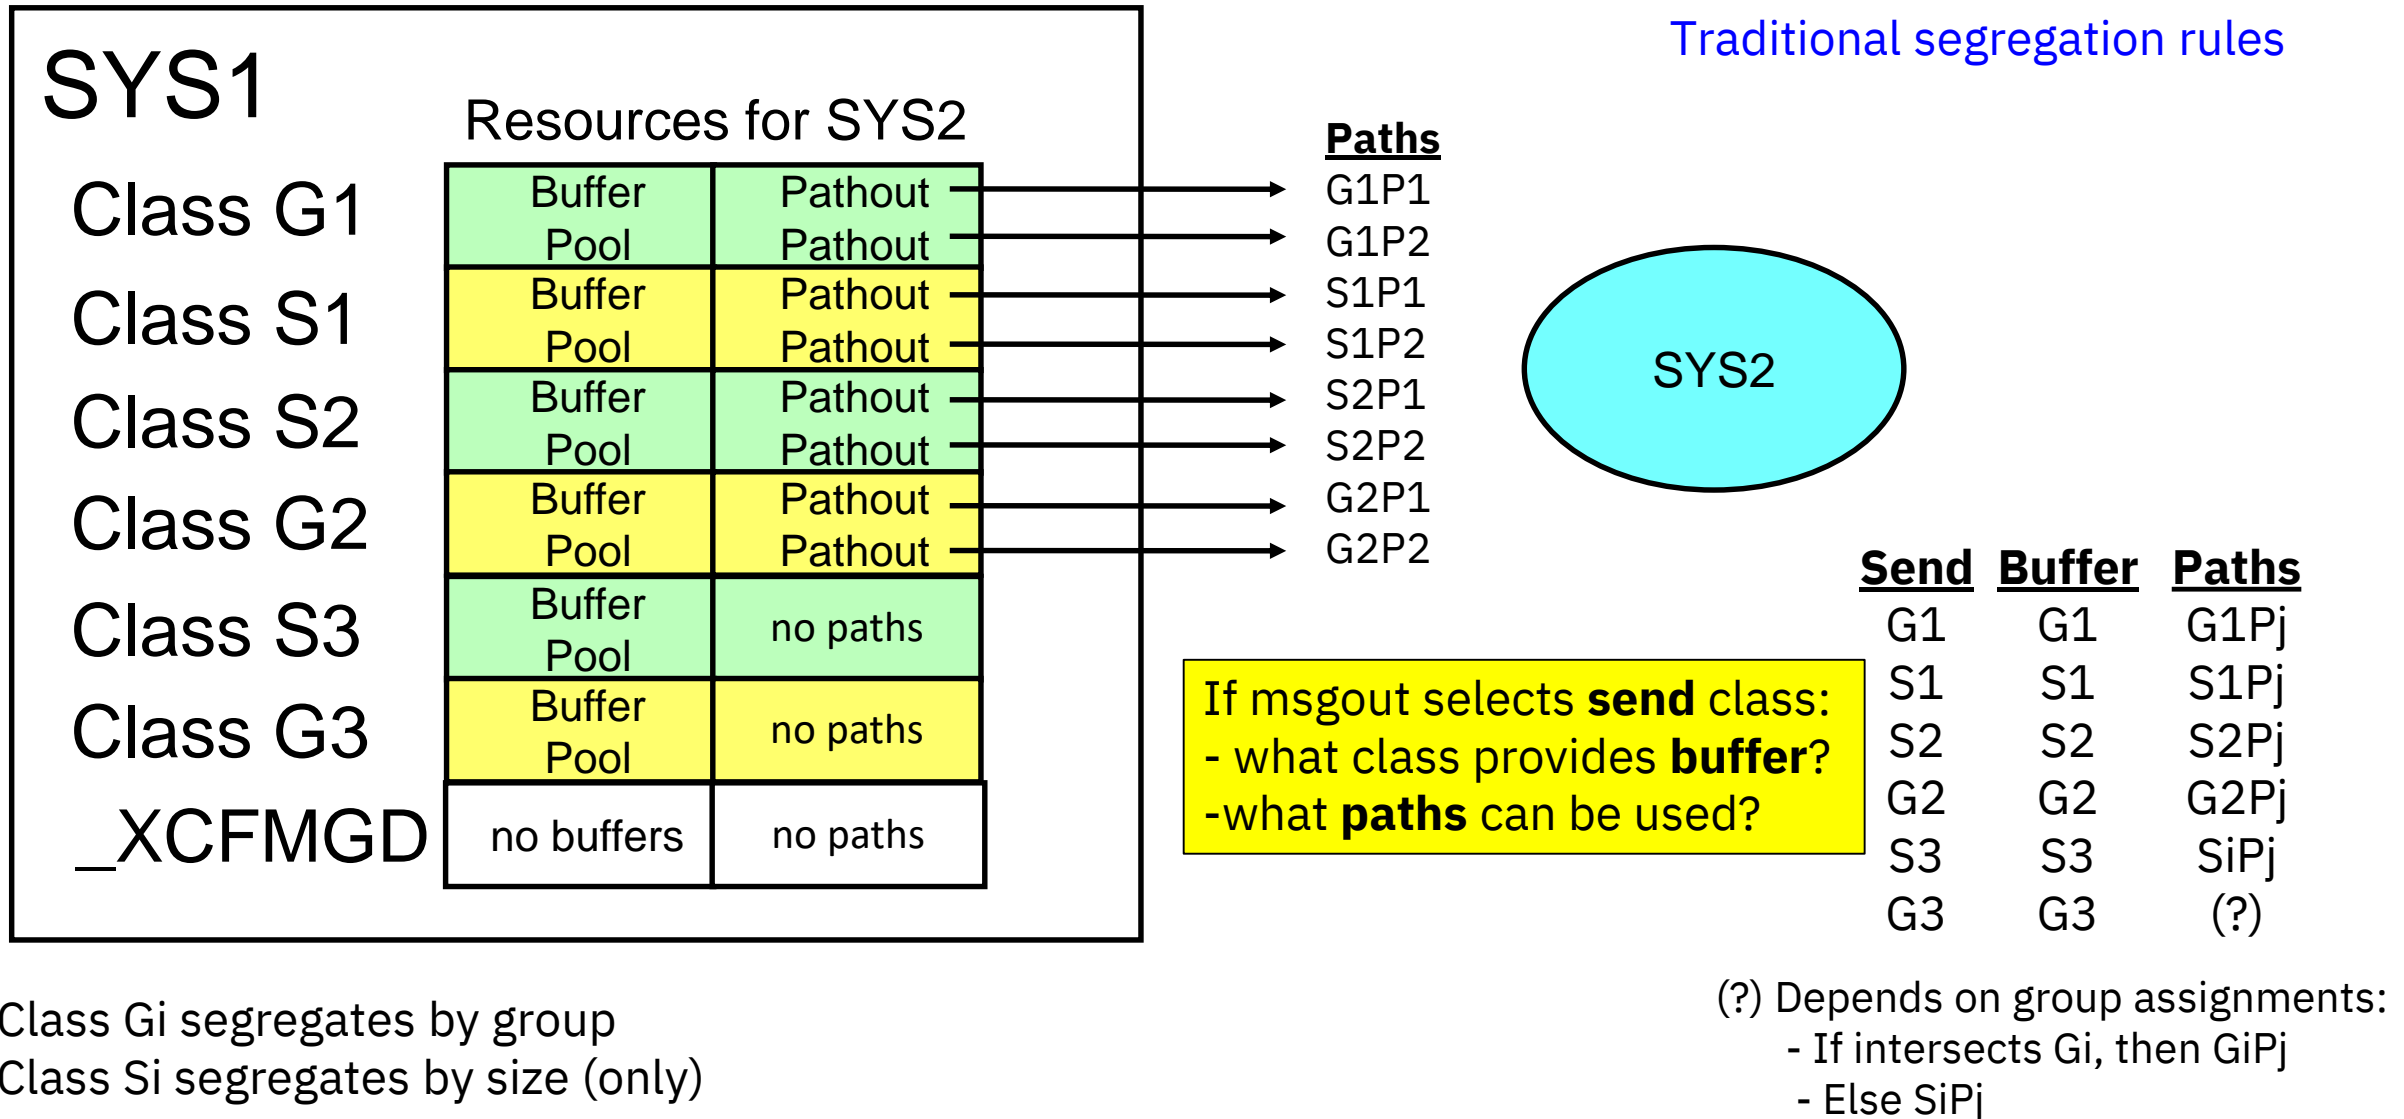 Traditional segregation rules
SYS1
Resources for SYS2
Paths
Class G1
Buffer
Pool
Pathout
Pathout
G1P1
G1P2
Class S1
Buffer
Pool
Pathout
Pathout
S1P1
S1P2
Class S2
Buffer
Pool
Pathout
Pathout
S2P1
S2P2
Class G2
Buffer
Pool
Pathout
Pathout
G2P1
G2P2
Class S3
Buffer
Pool
no paths
Class G3
Buffer
Pool
no paths
_XCFMGD
no buffers
no paths
SYS2
If msgout selects send class:
- what class provides buffer?
-what paths can be used?
Send Buffer Paths
G1 G1 G1Pj
S1 S1 S1Pj
S2 S2 S2Pj
G2 G2 G2Pj
S3 S3 SiPj
G3 G3 (?)
(?) Depends on group assignments:
- If intersects Gi, then GiPj
- Else SiPj
Class Gi segregates by group
Class Si segregates by size (only)